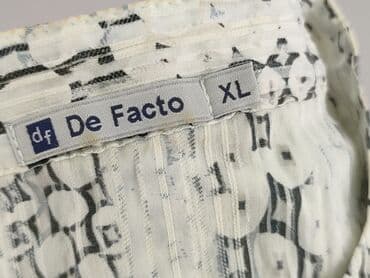 df De Facto XL